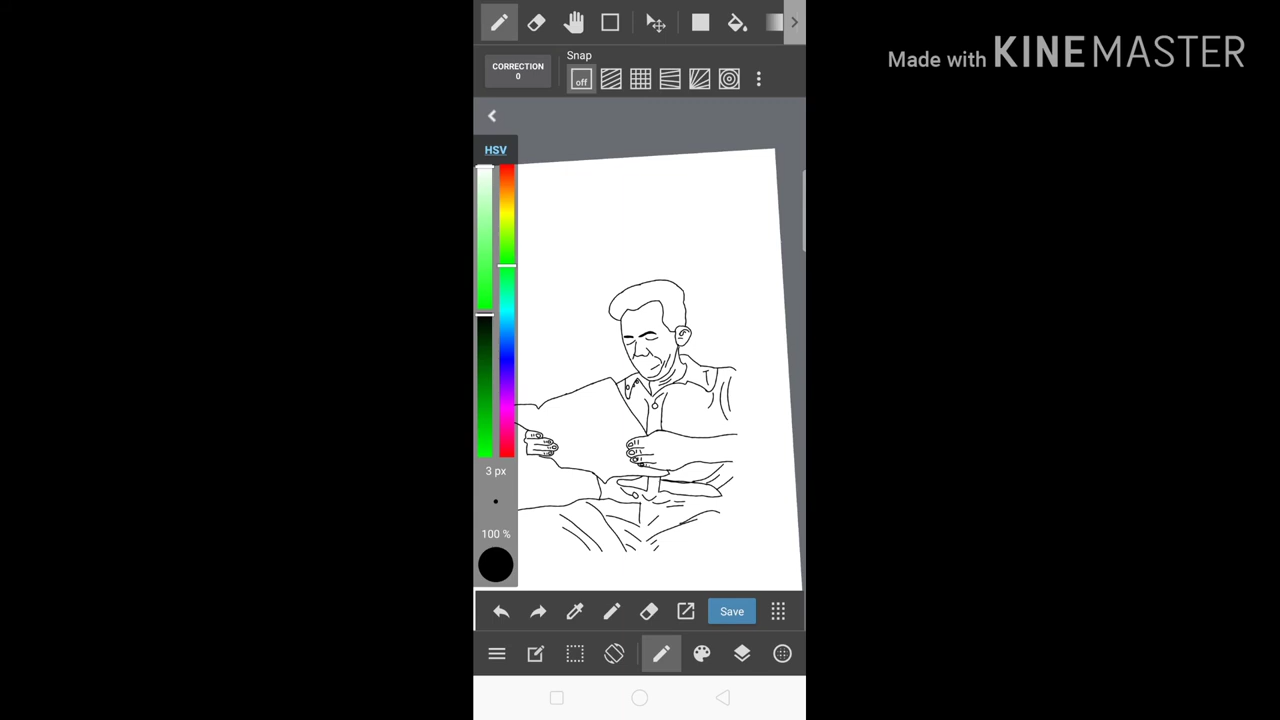 Made with KINEMASTER
Snap
CORRECTION
0
off
HSV
3 px
100 %
Save